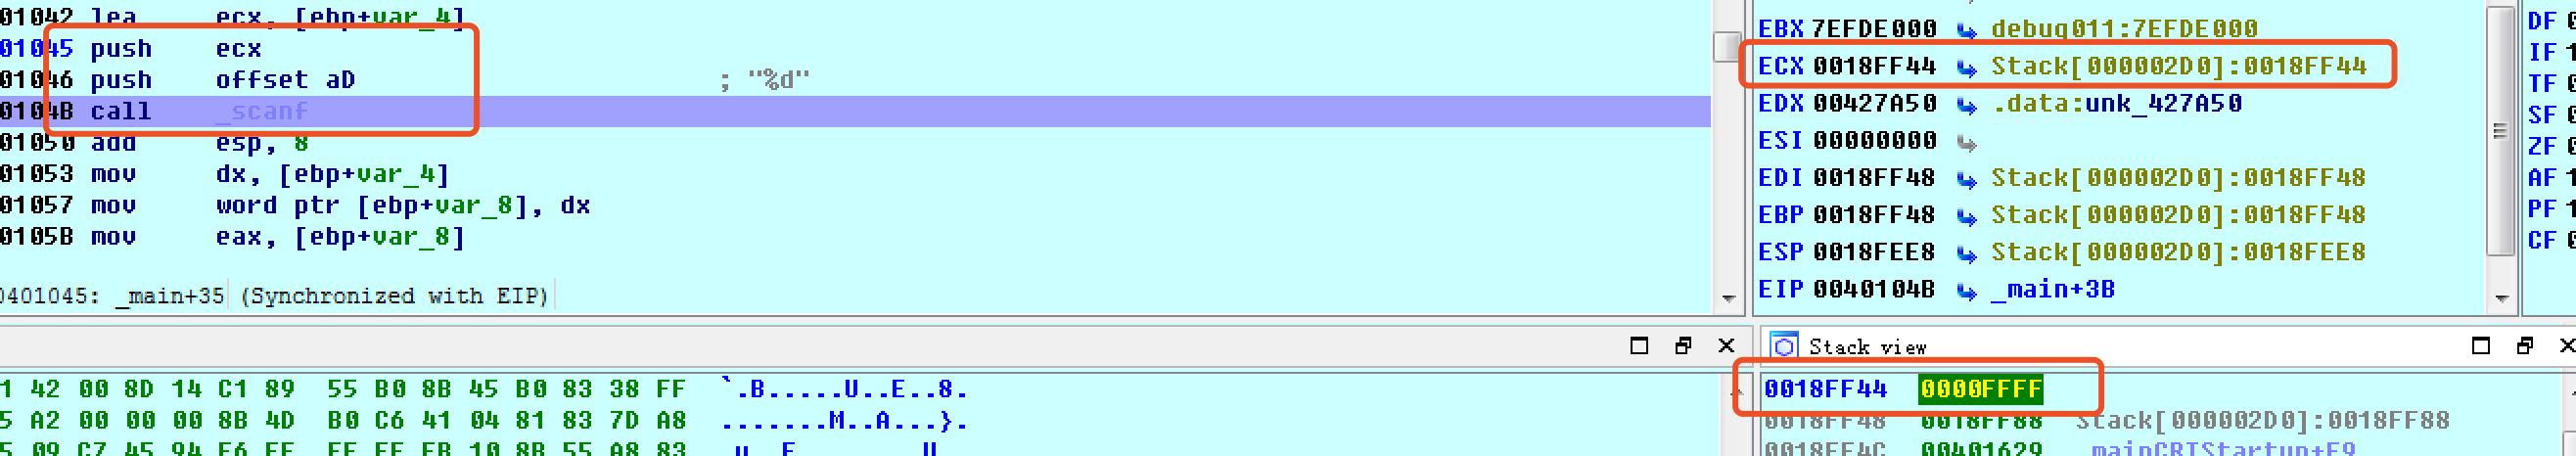 01042 lea ecx, [ebp+var_4]
01045 push ecx
01046 push offset aD ; "%d"
0104B call _scanf
01050 add esp, 8
01053 mov dx, [ebp+var_4]
01057 mov word ptr [ebp+var_8], dx
0105B mov eax, [ebp+var_8]
0401045: _main+35 (Synchronized with EIP)
EBX 7EFDE000 debug011:7EFDE000
ECX 0018FF44 Stack[000002D0]:0018FF44
EDX 00427A50 .data:unk_427A50
ESI 00000000
EDI 0018FF48 Stack[000002D0]:0018FF48
EBP 0018FF48 Stack[000002D0]:0018FF48
ESP 0018FEE8 Stack[000002D0]:0018FEE8
EIP 0040104B _main+3B
DF
IF 1
TF
SF
ZF
AF 1
PF 1
CF
1 42 00 8D 14 C1 89 55 B0 8B 45 B0 83 38 FF `.B.....U..E..8.
5 A2 00 00 00 8B 4D B0 C6 41 04 81 83 7D A8 .......M..A...}.
5 09 C7 45 94 E6 FF FF FF EB 10 8B 55 A8 83
Stack view
0018FF44 0000FFFF
0018FF48 0018FF88 Stack[000002D0]:0018FF88
0018FF4C 00401629 _mainCRTStartup+E9